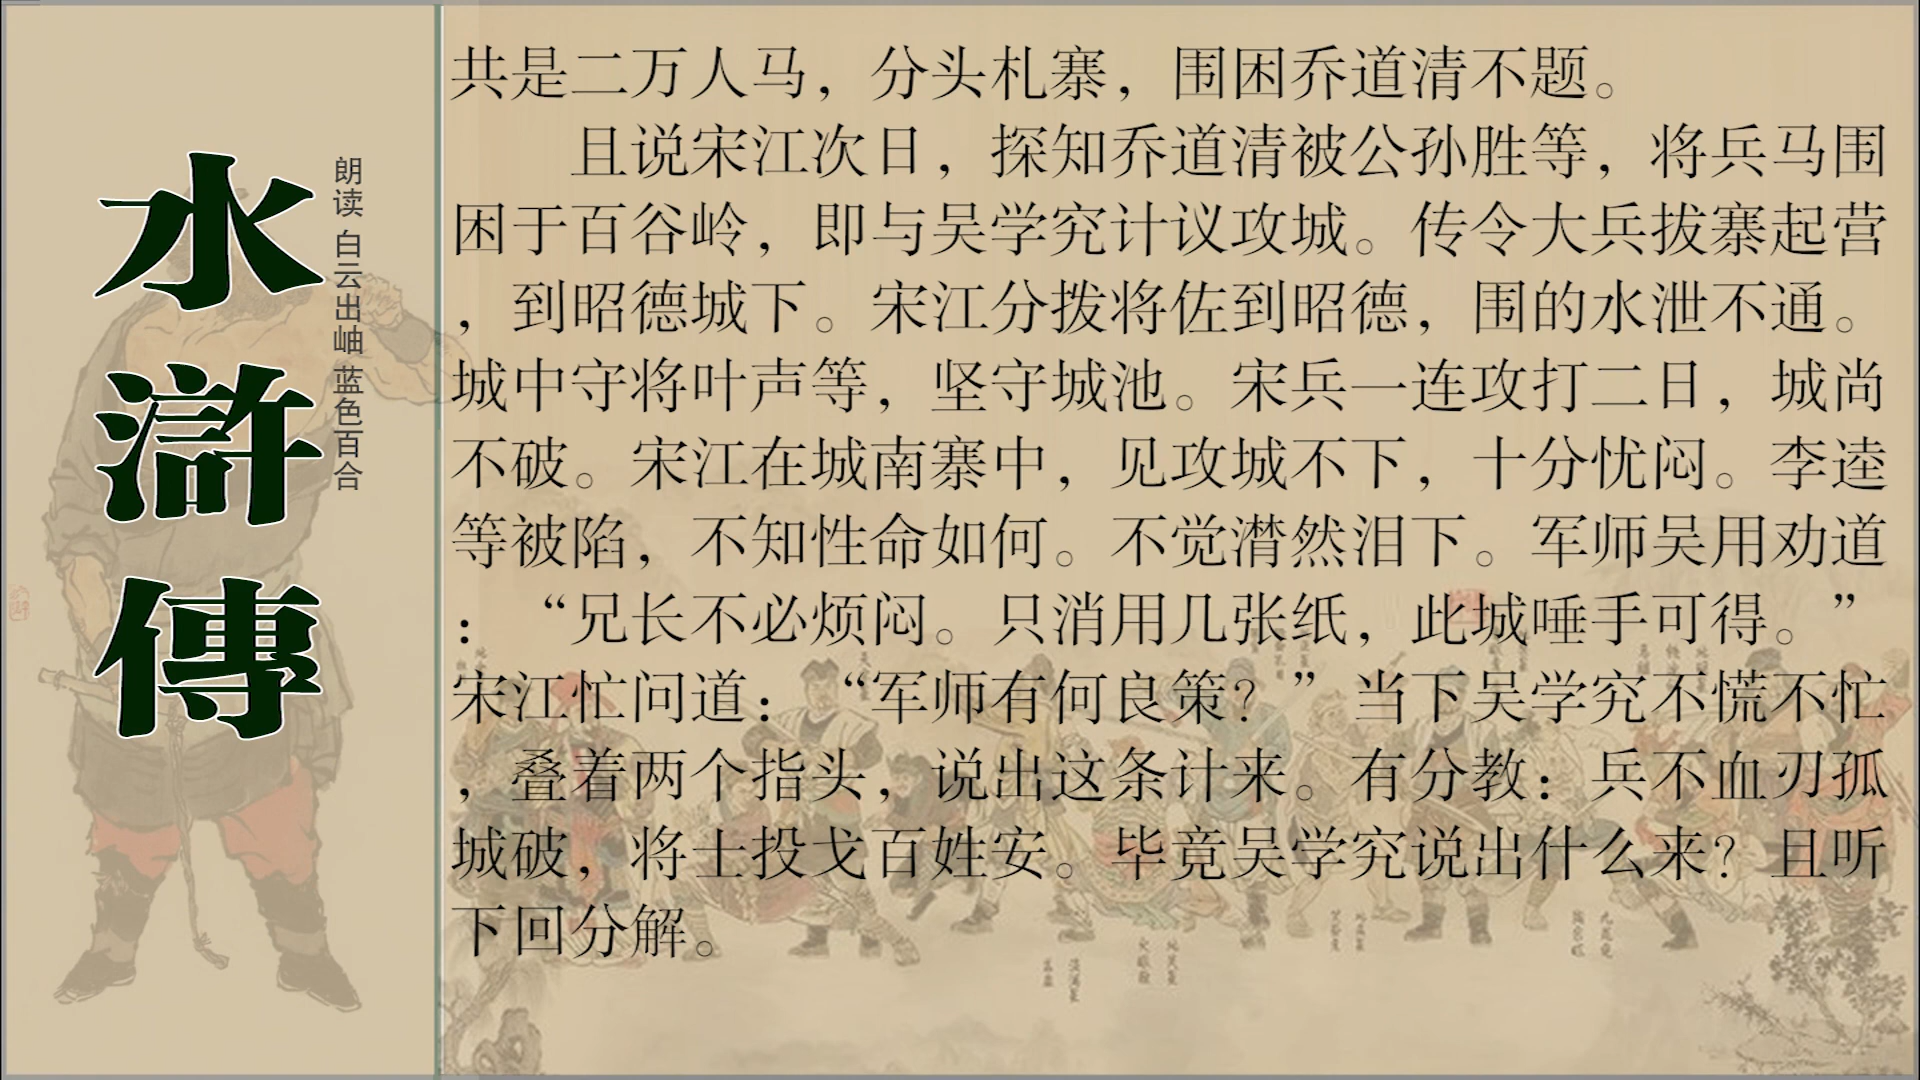 水滸傳
朗读 白云出岫 蓝色百合
共是二万人马，分头札寨，围困乔道清不题。
且说宋江次日，探知乔道清被公孙胜等，将兵马围
困于百谷岭，即与吴学究计议攻城。传令大兵拔寨起营
，到昭德城下。宋江分拨将佐到昭德，围的水泄不通。
城中守将叶声等，坚守城池。宋兵一连攻打二日，城尚
不破。宋江在城南寨中，见攻城不下，十分忧闷。李逵
等被陷，不知性命如何。不觉潸然泪下。军师吴用劝道
：“兄长不必烦闷。只消用几张纸，此城唾手可得。”
宋江忙问道：“军师有何良策？”当下吴学究不慌不忙
，叠着两个指头，说出这条计来。有分教：兵不血刃孤
城破，将士投戈百姓安。毕竟吴学究说出什么来？且听
下回分解。